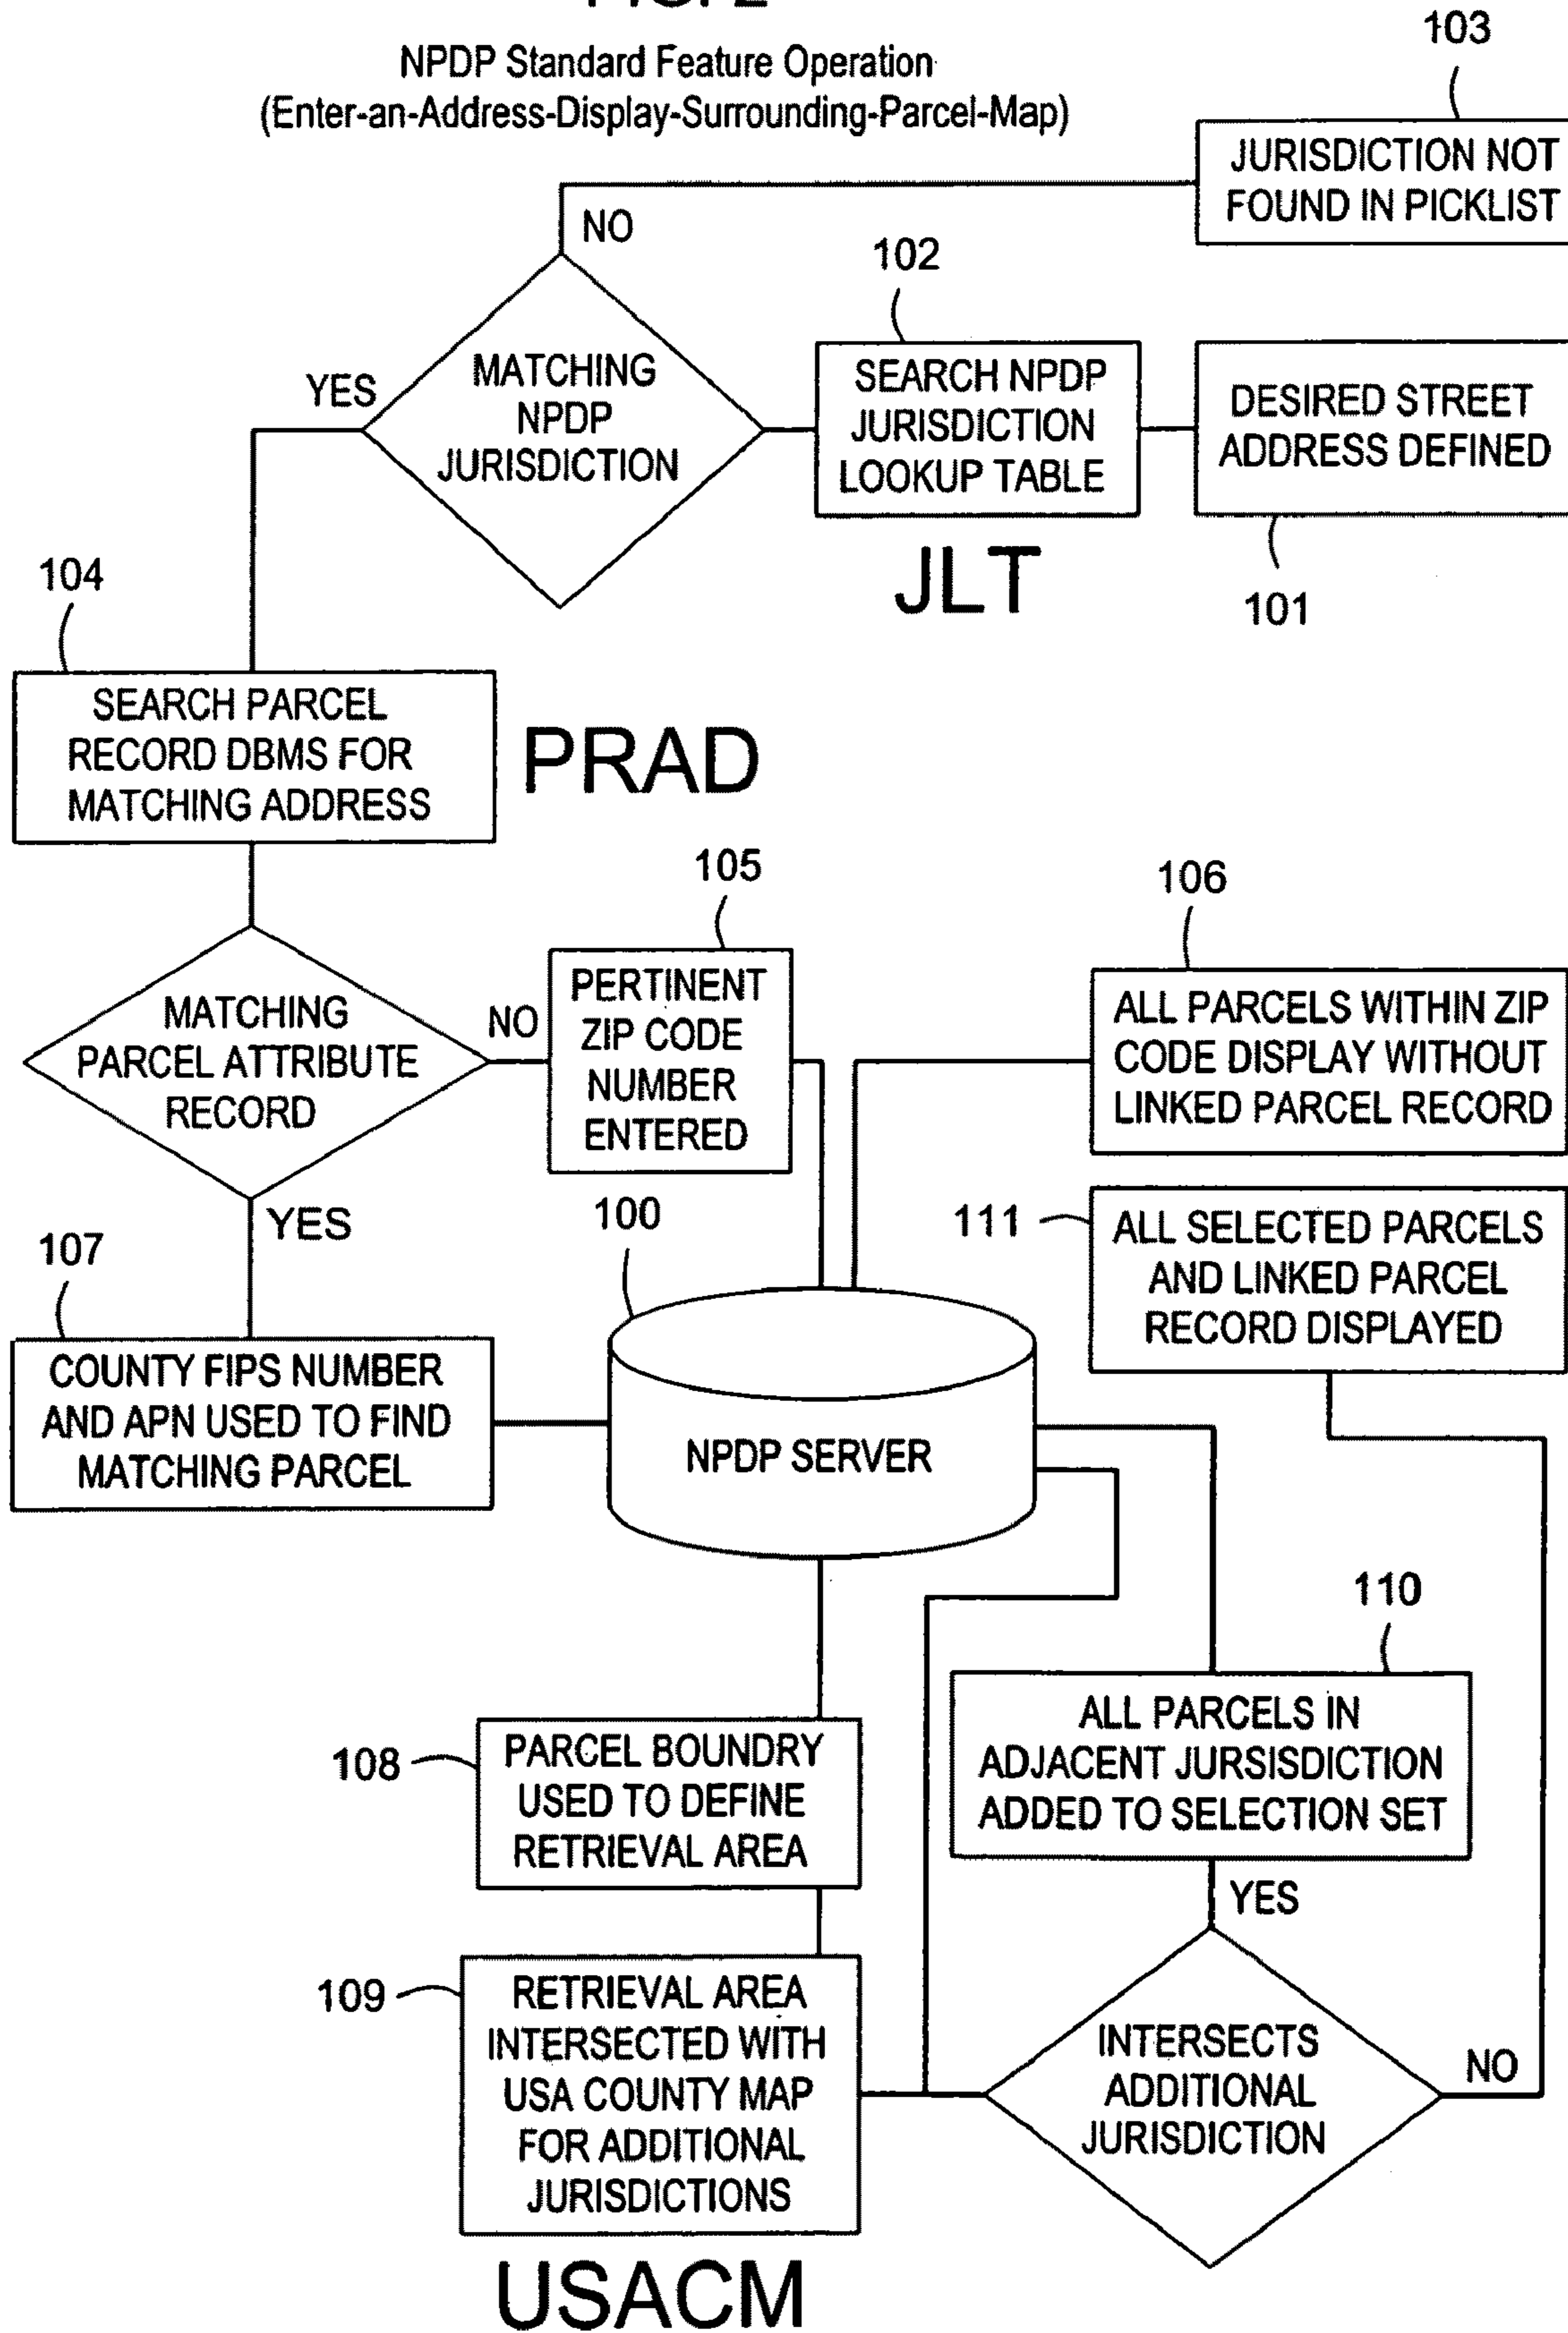 NPDP Standard Feature Operation
(Enter-an-Address-Display-Surrounding-Parcel-Map)
103
JURISDICTION NOT
FOUND IN PICKLIST
NO
102
YES
MATCHING
NPDP
JURISDICTION
SEARCH NPDP
JURISDICTION
LOOKUP TABLE
DESIRED STREET
ADDRESS DEFINED
JLT
101
104
SEARCH PARCEL
RECORD DBMS FOR
MATCHING ADDRESS
PRAD
105
106
MATCHING
PARCEL ATTRIBUTE
RECORD
NO
PERTINENT
ZIP CODE
NUMBER
ENTERED
ALL PARCELS WITHIN ZIP
CODE DISPLAY WITHOUT
LINKED PARCEL RECORD
YES
100
111
ALL SELECTED PARCELS
AND LINKED PARCEL
RECORD DISPLAYED
107
COUNTY FIPS NUMBER
AND APN USED TO FIND
MATCHING PARCEL
NPDP SERVER
110
108
PARCEL BOUNDRY
USED TO DEFINE
RETRIEVAL AREA
ALL PARCELS IN
ADJACENT JURSISDICTION
ADDED TO SELECTION SET
YES
109
RETRIEVAL AREA
INTERSECTED WITH
USA COUNTY MAP
FOR ADDITIONAL
JURISDICTIONS
INTERSECTS
ADDITIONAL
JURISDICTION
NO
USACM